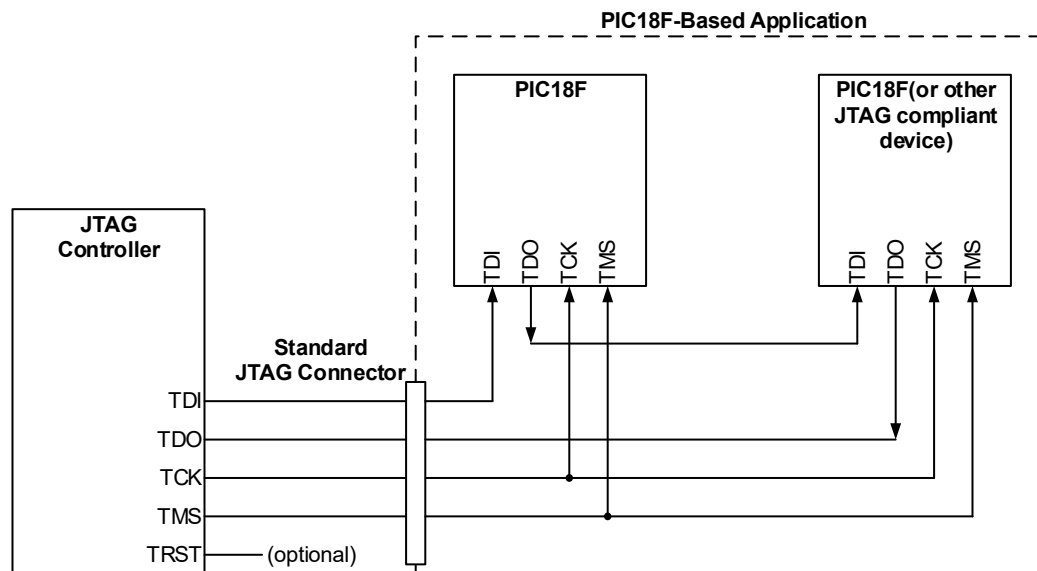 PIC18F-Based Application
PIC18F
PIC18F(or other
JTAG compliant
device)
TDI
TDO
TCK
TMS
TDI
TDO
TCK
TMS
JTAG
Controller
Standard
JTAG Connector
TDI
TDO
TCK
TMS
TRST
(optional)